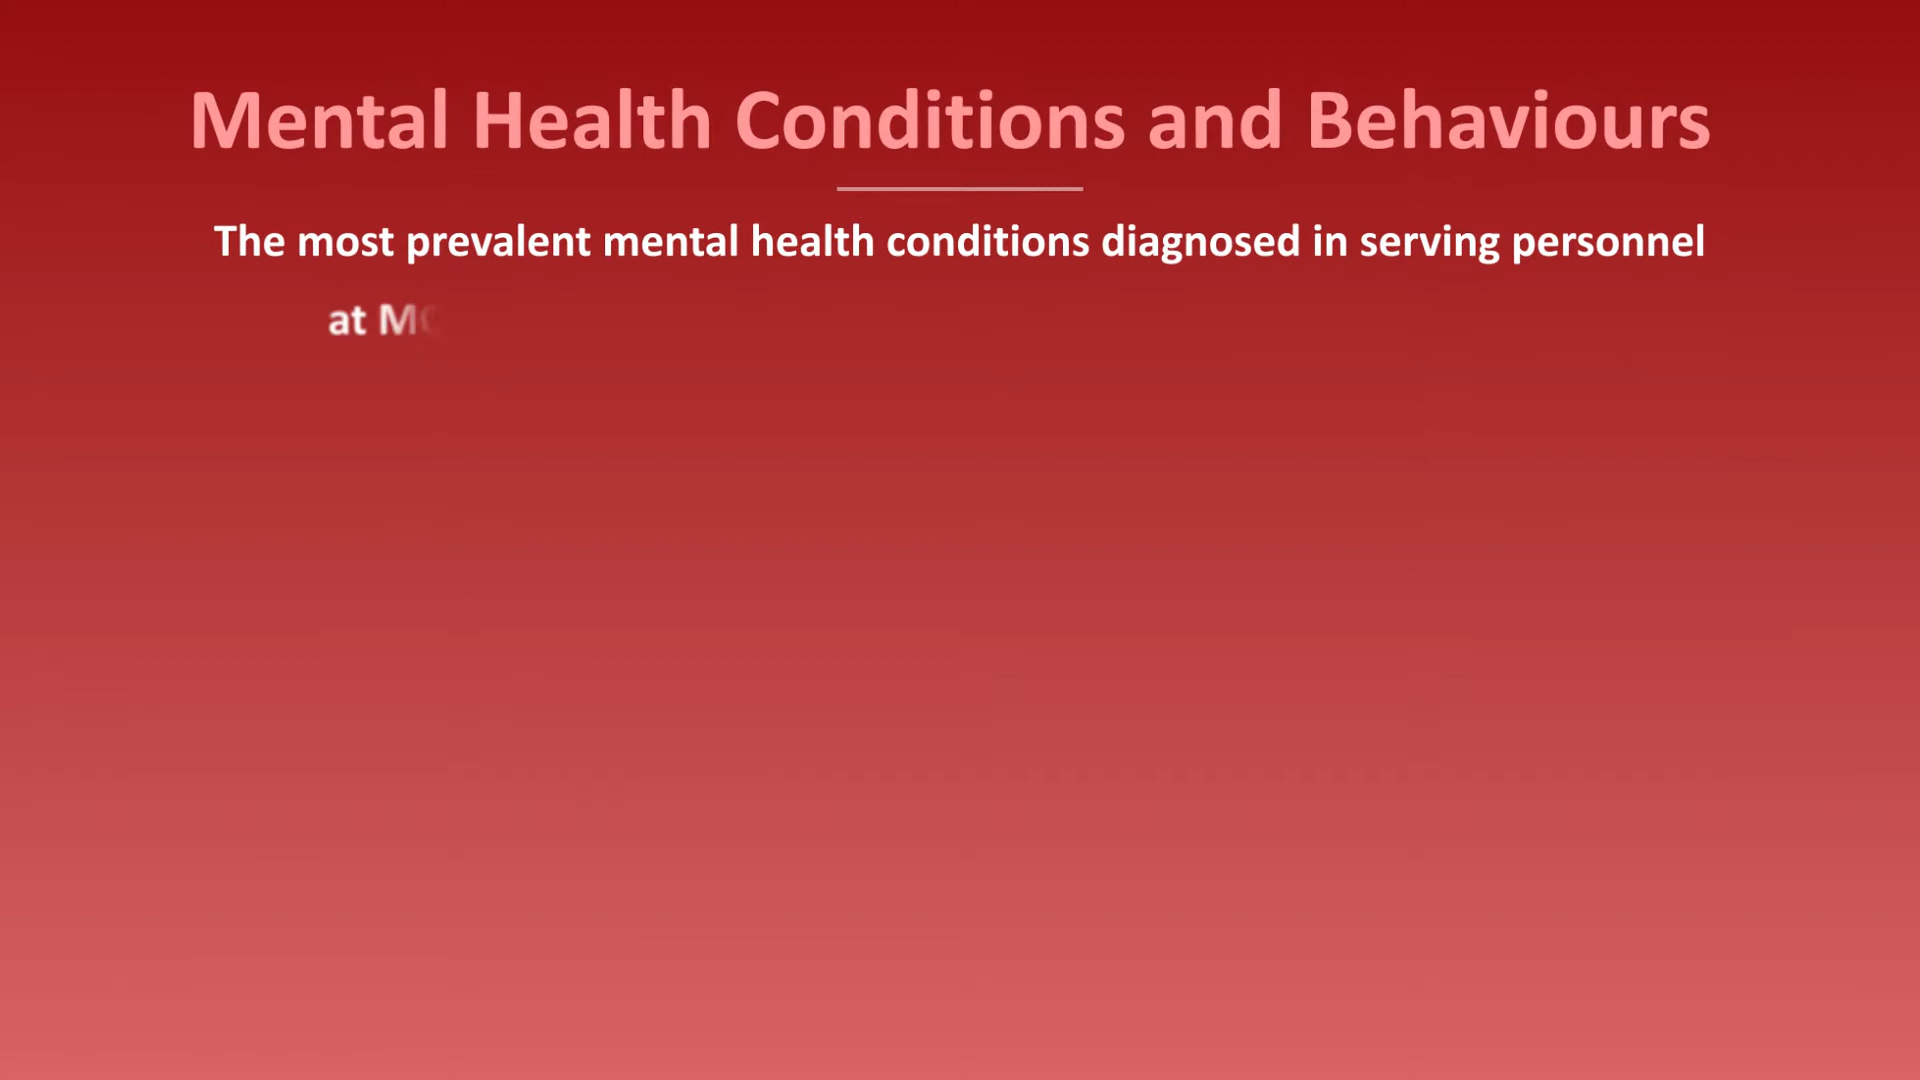 Mental Health Conditions and Behaviours
The most prevalent mental health conditions diagnosed in serving personnel
at